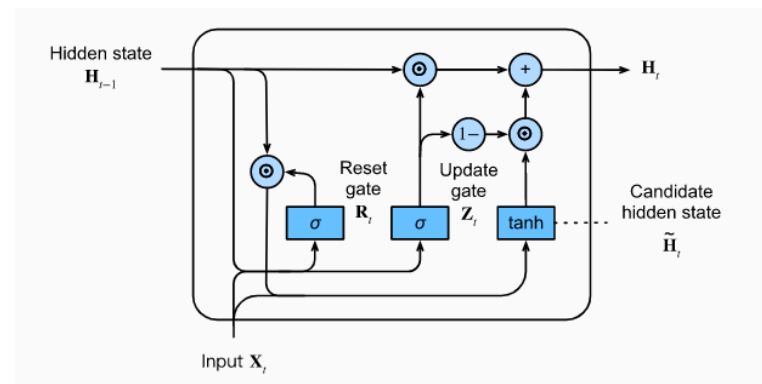 Hidden state
H_{t-1}
⊙
+
H_t
1−
⊙
⊙
Reset
gate
R_t
Update
gate
Z_t
σ
σ
tanh
Candidate
hidden state
H̃_t
Input X_t